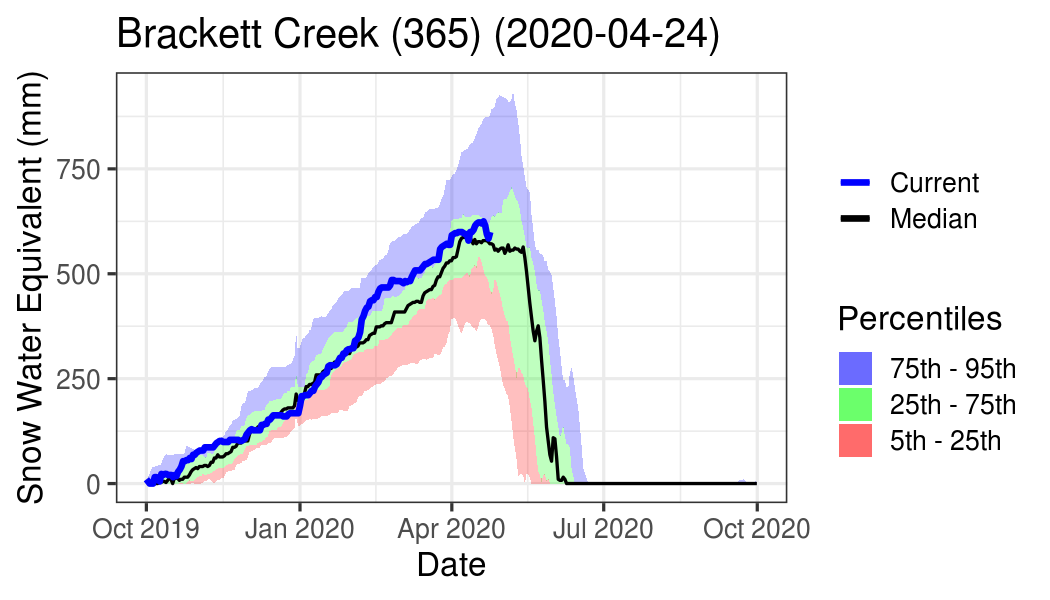 Brackett Creek (365) (2020-04-24)
Snow Water Equivalent (mm)
750
500
250
0
Oct 2019
Jan 2020
Apr 2020
Jul 2020
Oct 2020
Date
Current
Median
Percentiles
75th - 95th
25th - 75th
5th - 25th